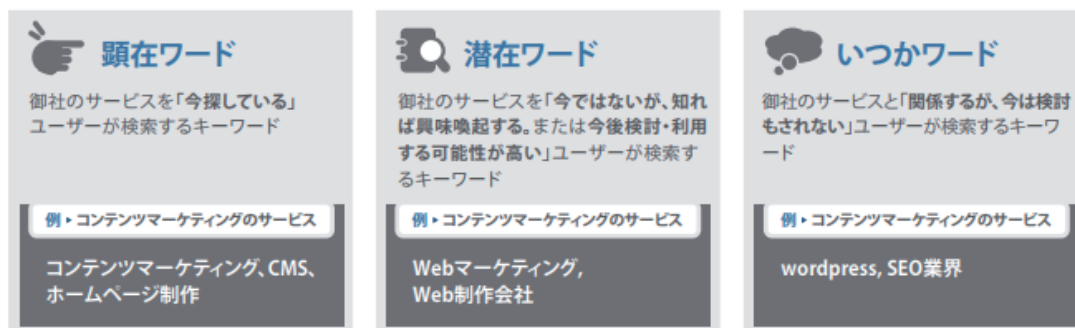 顕在ワード
御社のサービスを「今探している」
ユーザーが検索するキーワード
例▸コンテンツマーケティングのサービス
コンテンツマーケティング、CMS、
ホームページ制作
潜在ワード
御社のサービスを「今ではないが、知れ
ば興味喚起する。または今後検討・利用
する可能性が高い」ユーザーが検索す
るキーワード
例▸コンテンツマーケティングのサービス
Webマーケティング,
Web制作会社
いつかワード
御社のサービスと「関係するが、今は検討
もされない」ユーザーが検索するキーワ
ード
例▸コンテンツマーケティングのサービス
wordpress, SEO業界